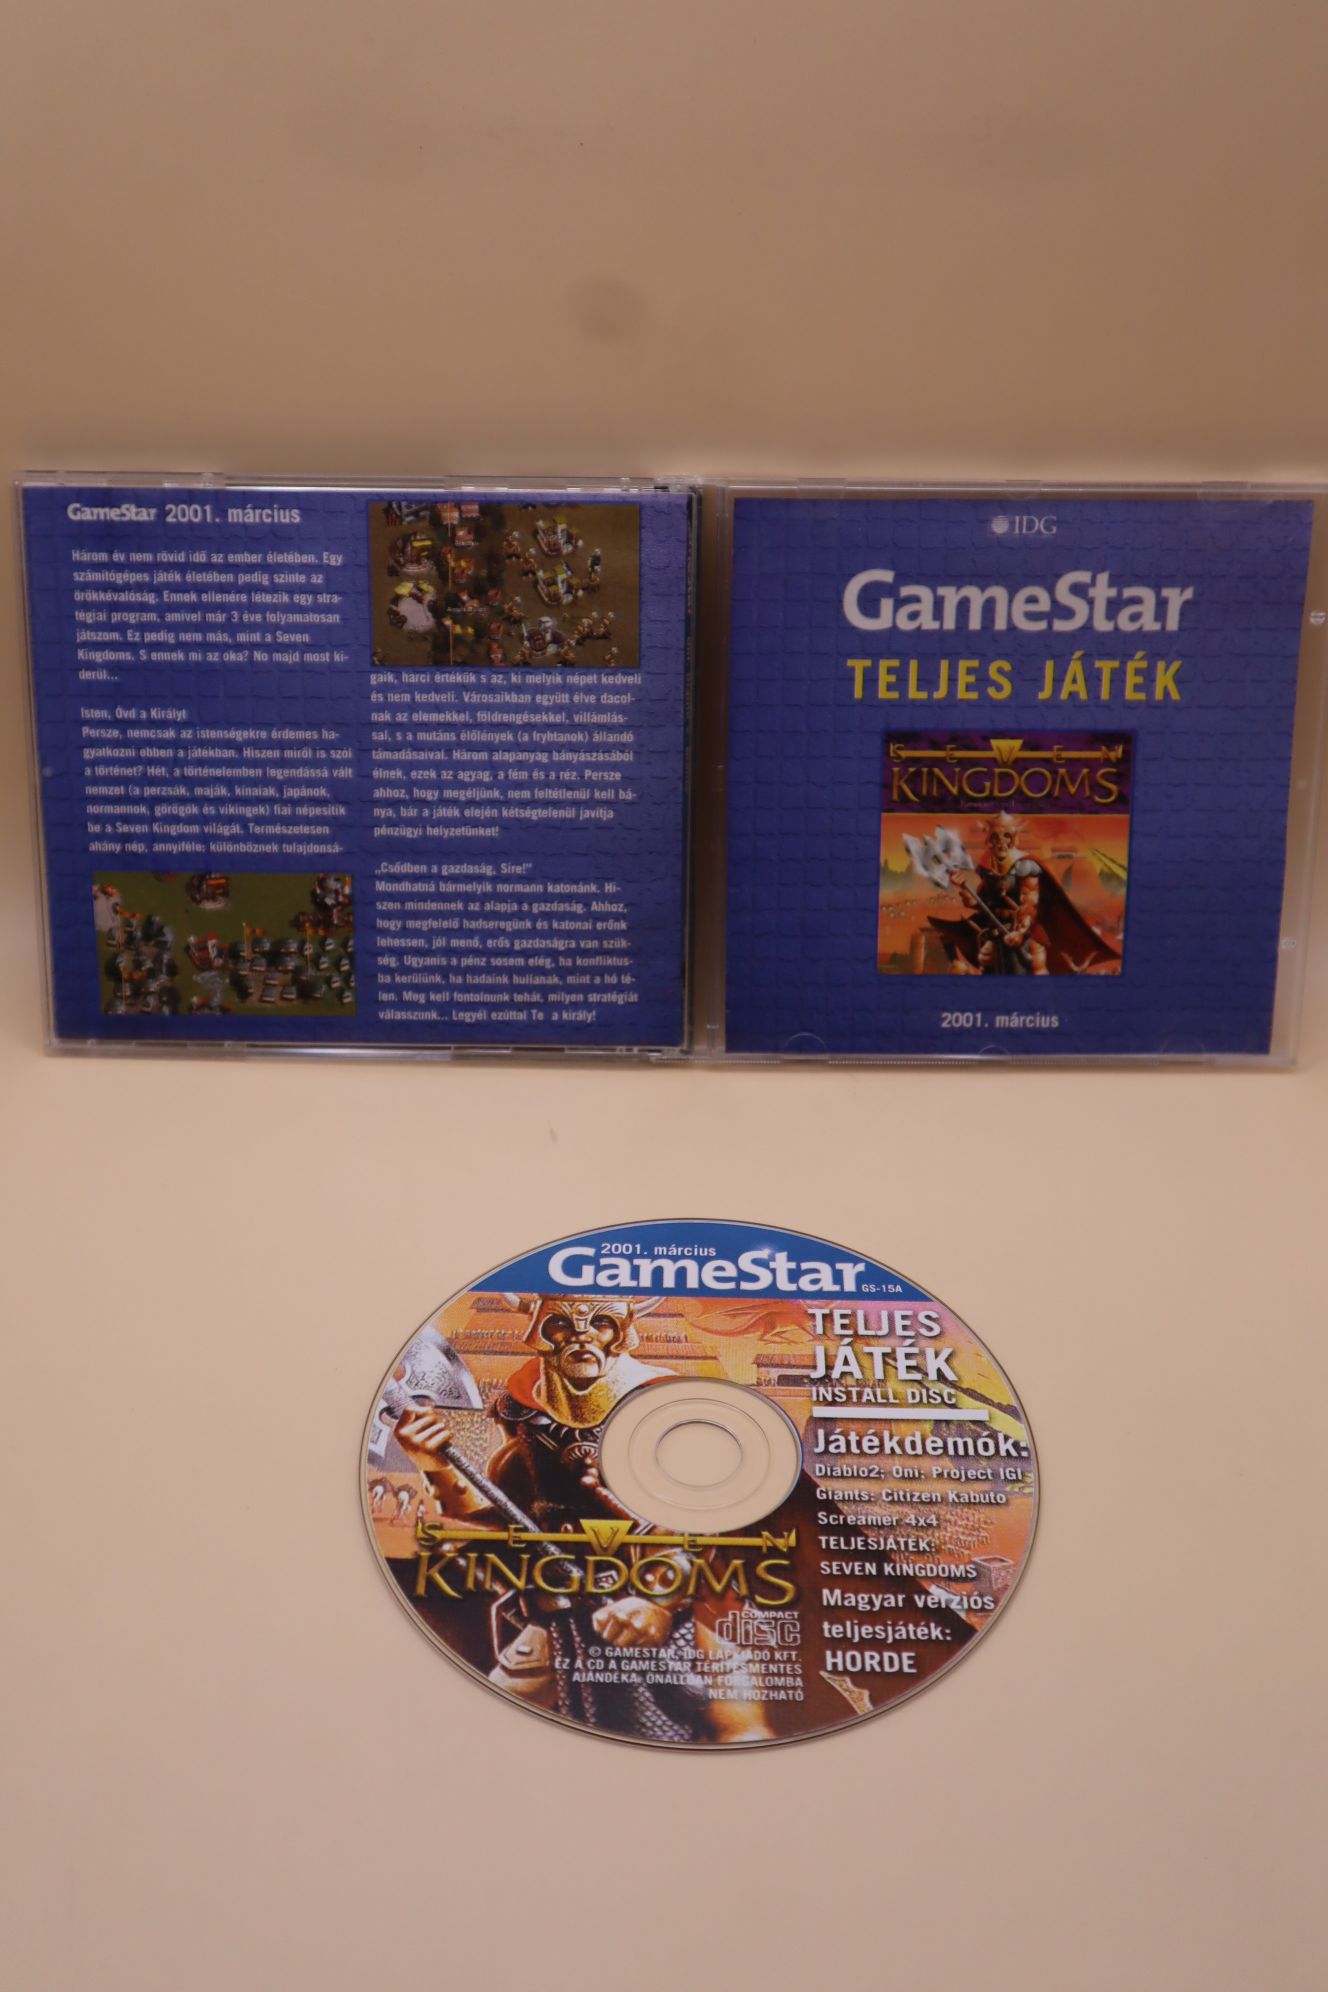 GameStar 2001. március
Három év nem rövid idő az ember életében. Egy
számítógépes játék életében pedig szinte az
örökkévalóság. Ennek ellenére létezik egy stra-
tégiai program, amivel már 3 éve folyamatosan
játszom. Ez pedig nem más, mint a Seven
Kingdoms. S ennek mi az oka? No majd most ki-
derül...
Isten, Óvd a Királyt
Persze, nemcsak az istenségekre érdemes ha-
gyatkozni ebben a játékban. Hiszen miről is szól
a történet? Hét, a történelemben legendássá vált
nemzet (a perzsák, maják, kínaiak, japánok,
normannok, görögök és vikingek) fiai népesítik
be a Seven Kingdom világát. Természetesen
ahány nép, annyiféle; különböznek tulajdonsá-
gaik, harci értékük s az, ki melyik népet kedveli
és nem kedveli. Városaikban együtt élve dacol-
nak az elemekkel, földrengésekkel, villámlás-
sal, s a mutáns élőlények (a fryhtanok) állandó
támadásaival. Három alapanyag bányászásából
élnek, ezek az agyag, a fém és a réz. Persze
ahhoz, hogy megéljünk, nem feltétlenül kell bá-
nya, bár a játék elején kétségtelenül javítja
pénzügyi helyzetünket!
„Csődben a gazdaság, Sire!"
Mondhatná bármelyik normann katonánk. Hi-
szen mindennek az alapja a gazdaság. Ahhoz,
hogy megfelelő hadseregünk és katonai erőnk
lehessen, jól menő, erős gazdaságra van szük-
ség. Ugyanis a pénz sosem elég, ha konfliktus-
ba kerülünk, ha hadaink hullanak, mint a hó té-
len. Meg kell fontolnunk tehát, milyen stratégiát
válasszunk... Legyél ezúttal Te a király!
IDG
GameStar
TELJES JÁTÉK
SEVEN
KINGDOMS
2001. március
2001. március
GameStar
GS-15A
TELJES
JÁTÉK
INSTALL DISC
Játékdemók:
Diablo2; Oni; Project IGI
Giants: Citizen Kabuto
Screamer 4x4
TELJESJÁTÉK:
SEVEN KINGDOMS
Magyar verziós
teljesjáték:
HORDE
SEVEN
KINGDOMS
COMPACT
disc
© GAMESTAR, IDG LAPKIADÓ KFT.
EZ A CD A GAMESTAR TÉRÍTÉSMENTES
AJÁNDÉKA. ÖNÁLLÓAN FORGALOMBA
NEM HOZHATÓ